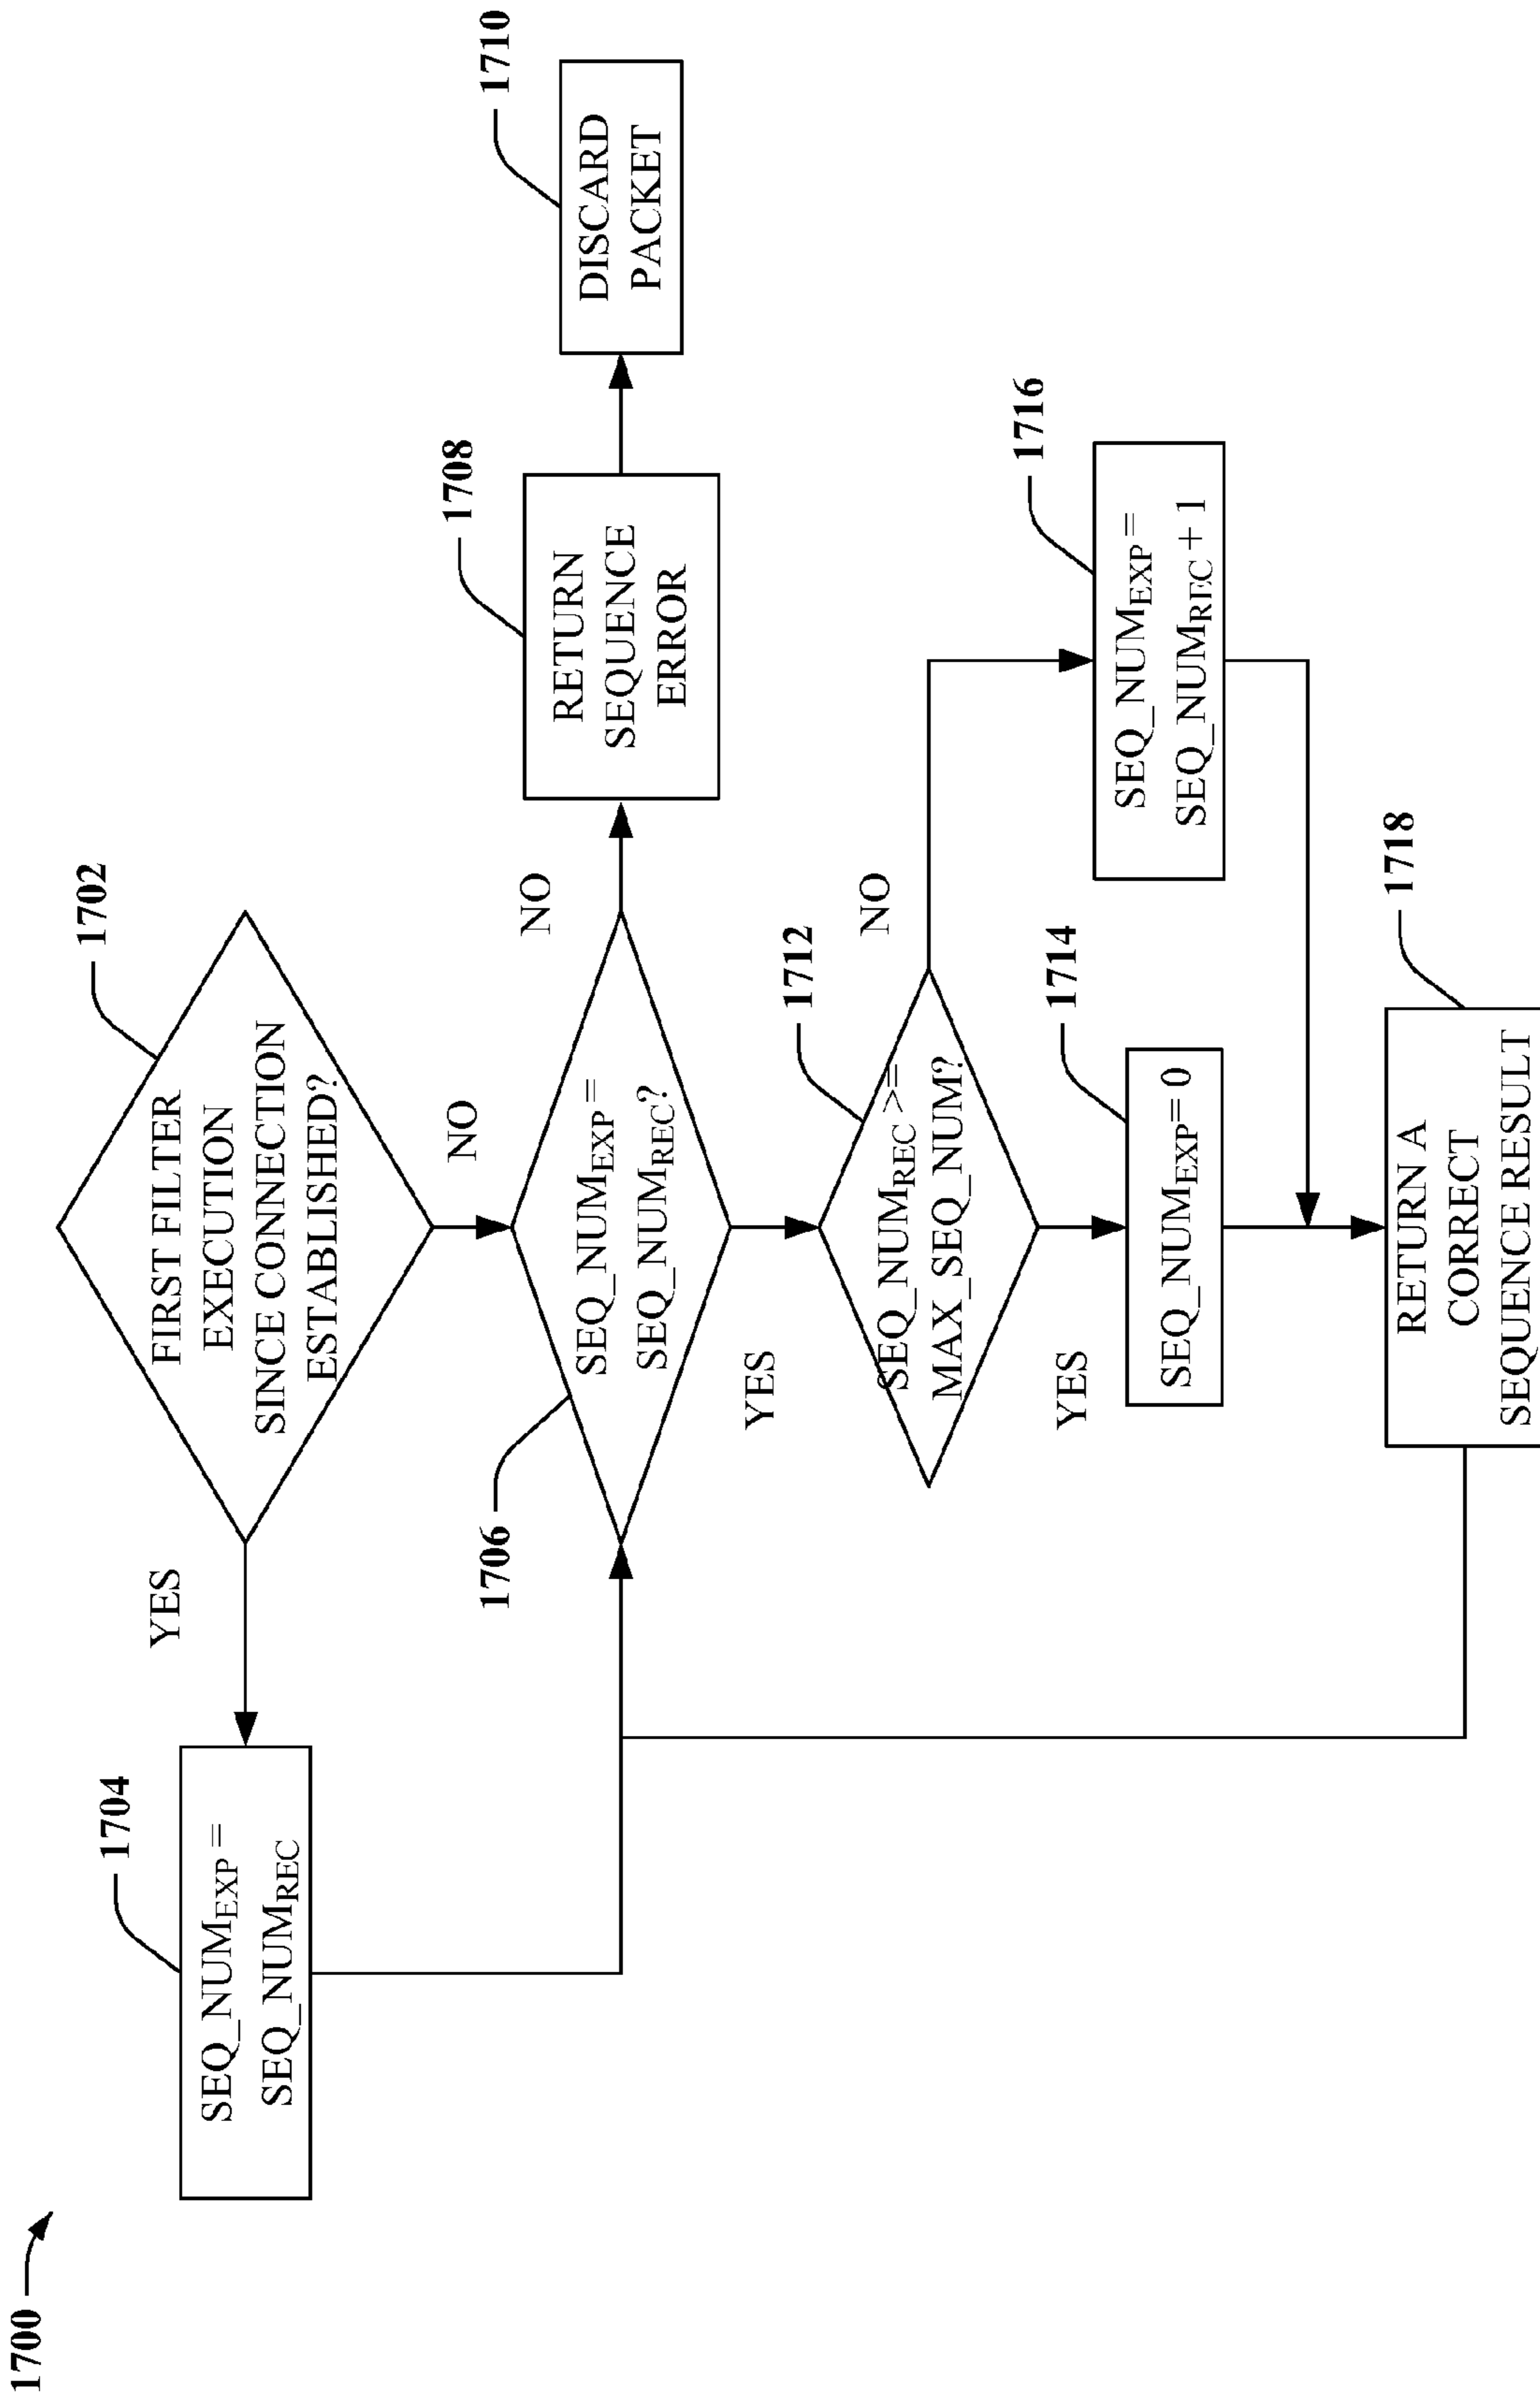 1700
1702
FIRST FILTER
EXECUTION
SINCE CONNECTION
ESTABLISHED?
YES
NO
1704
SEQ_NUMEXP=
SEQ_NUMREC
1706
SEQ_NUMEXP=
SEQ_NUMREC?
NO
YES
1708
RETURN
SEQUENCE
ERROR
1710
DISCARD
PACKET
1712
SEQ_NUMREC >=
MAX_SEQ_NUM?
NO
YES
1714
SEQ_NUMEXP= 0
1716
SEQ_NUMEXP=
SEQ_NUMREC + 1
1718
RETURN A
CORRECT
SEQUENCE RESULT